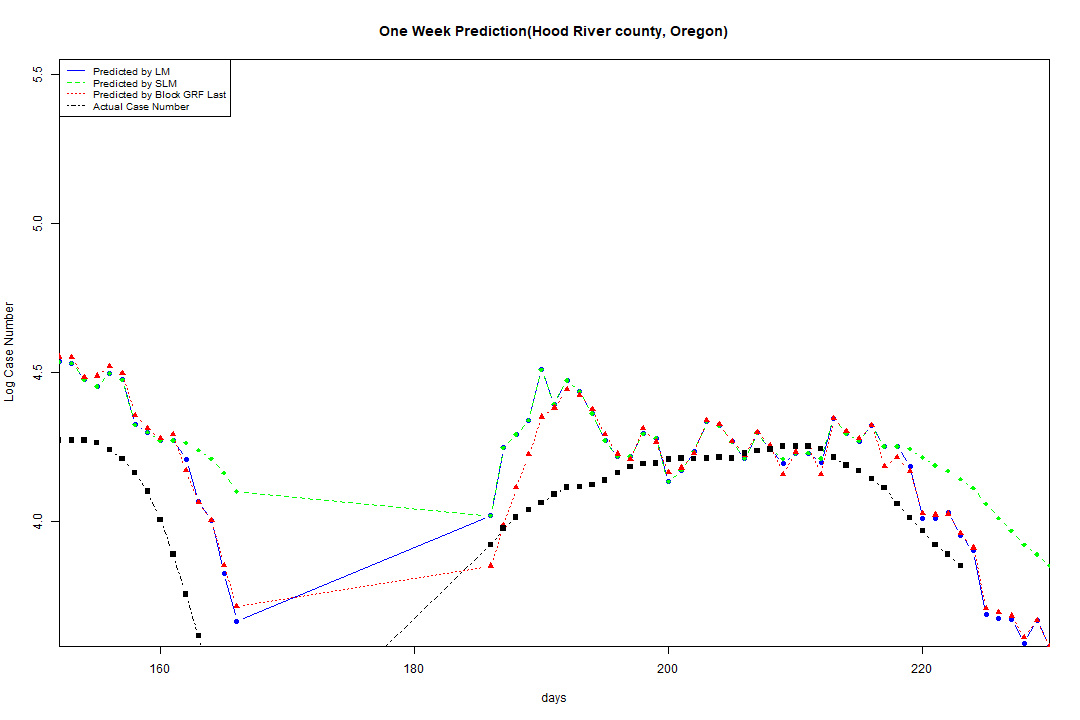 One Week Prediction(Hood River county, Oregon)
Predicted by LM
Predicted by SLM
Predicted by Block GRF Last
Actual Case Number
5.5
5.0
4.5
4.0
Log Case Number
160 180 200 220
days